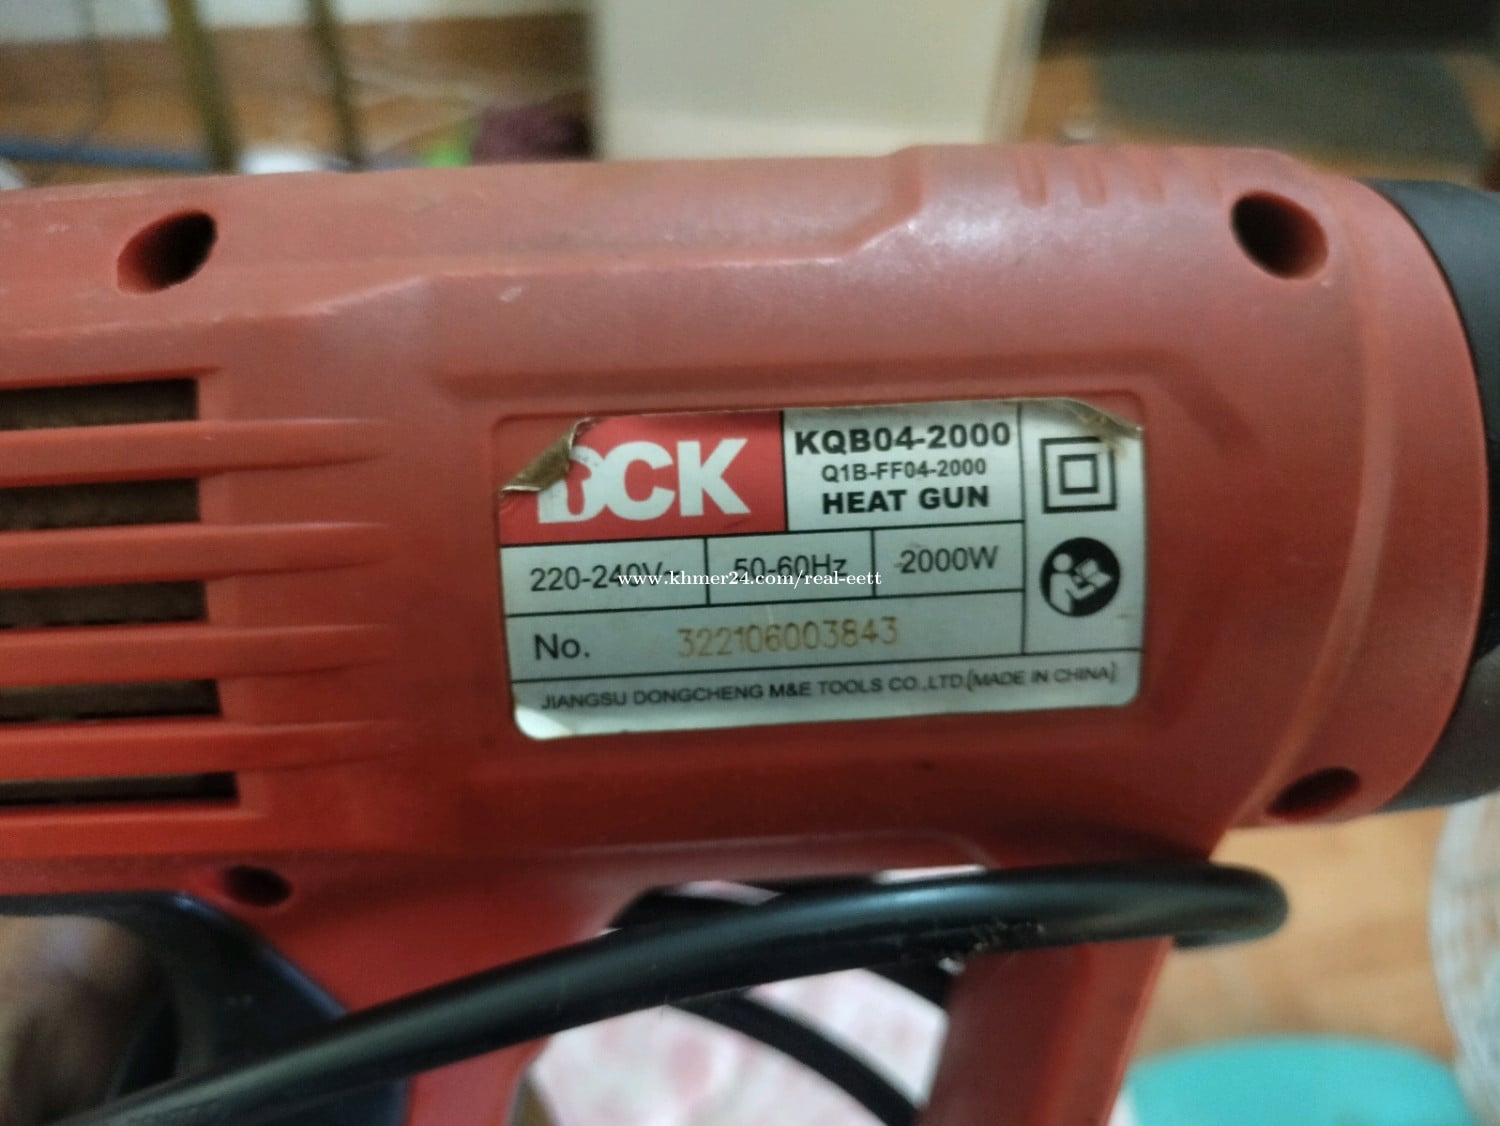 DCK
KQB04-2000
Q1B-FF04-2000
HEAT GUN
220-240V~
50-60Hz
2000W
www.khmer24.com/real-eett
No. 322106003843
JIANGSU DONGCHENG M&E TOOLS CO.,LTD.(MADE IN CHINA)